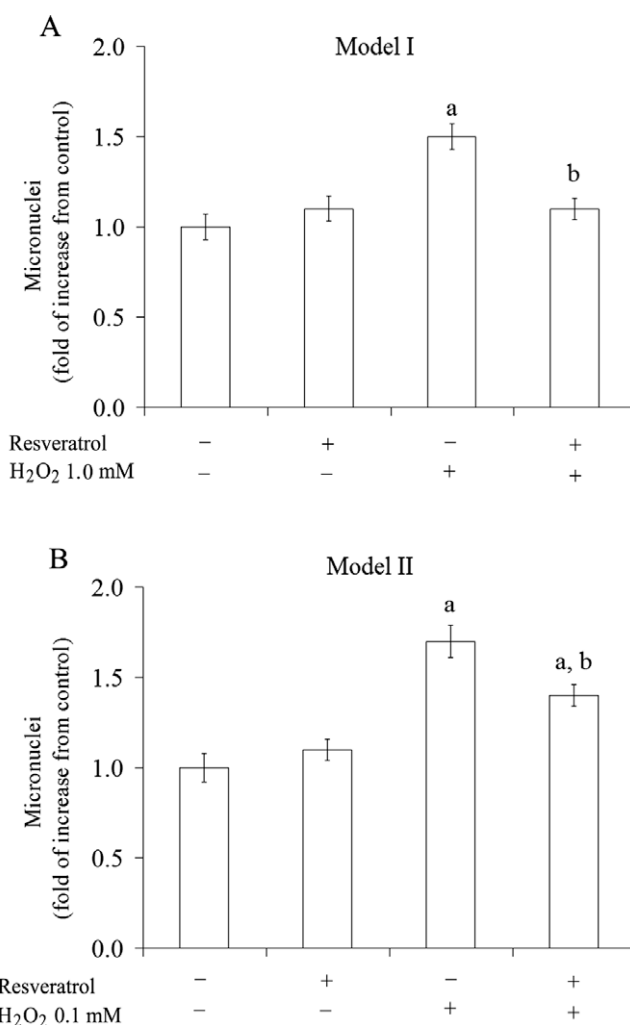 A
Model I
Micronuclei
(fold of increase from control)
2.0
1.5
1.0
0.5
0.0
a
b
Resveratrol − + − +
H₂O₂ 1.0 mM − − + +
B
Model II
Micronuclei
(fold of increase from control)
2.0
1.5
1.0
0.5
0.0
a
a, b
Resveratrol − + − +
H₂O₂ 0.1 mM − − + +